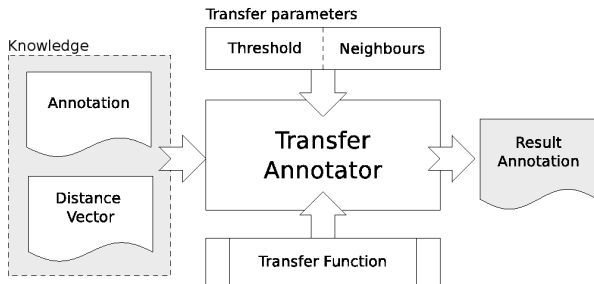 Transfer parameters
Threshold
Neighbours
Knowledge
Annotation
Distance
Vector
Transfer
Annotator
Result
Annotation
Transfer Function